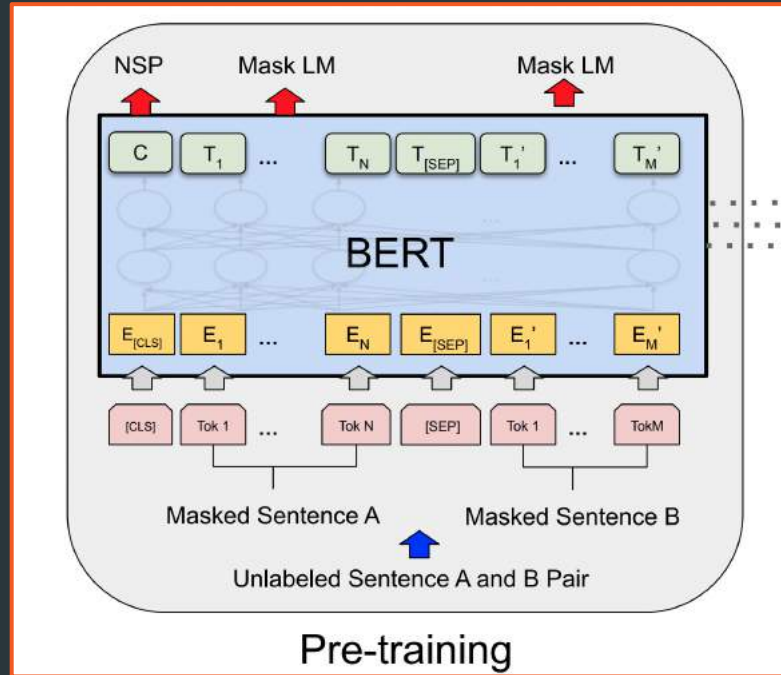 NSP Mask LM Mask LM
C T1 ... TN T[SEP] T1' ... TM'
...
BERT
...
E[CLS] E1 ... EN E[SEP] E1' ... EM'
[CLS] Tok 1 ... Tok N [SEP] Tok 1 ... TokM
Masked Sentence A Masked Sentence B
Unlabeled Sentence A and B Pair
Pre-training